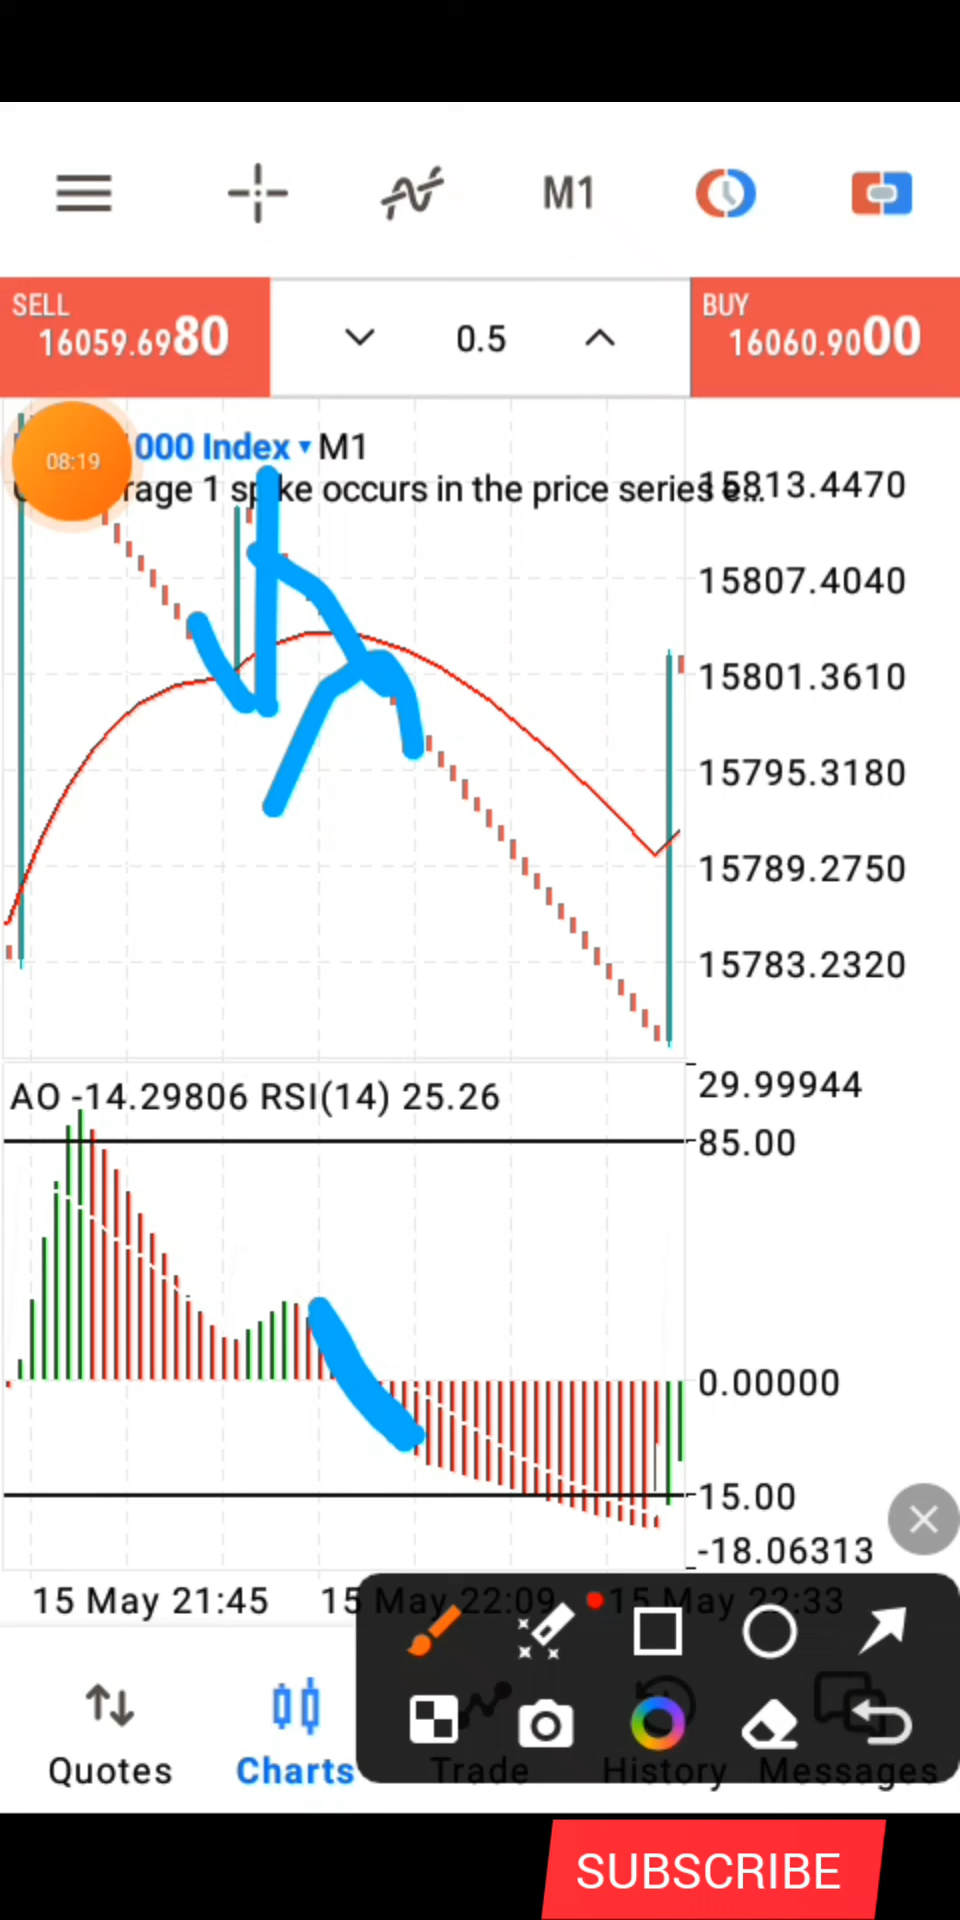 M1
SELL
16059.6980
0.5
BUY
16060.9000
08:19
000 Index M1
rage 1 spike occurs in the price series
15813.4470
15807.4040
15801.3610
15795.3180
15789.2750
15783.2320
AO -14.29806 RSI(14) 25.26
29.99944
85.00
0.00000
15.00
-18.06313
15 May 21:45
15 May 22:09
15 May 22:33
Quotes
Charts
Trade
History
Messages
SUBSCRIBE